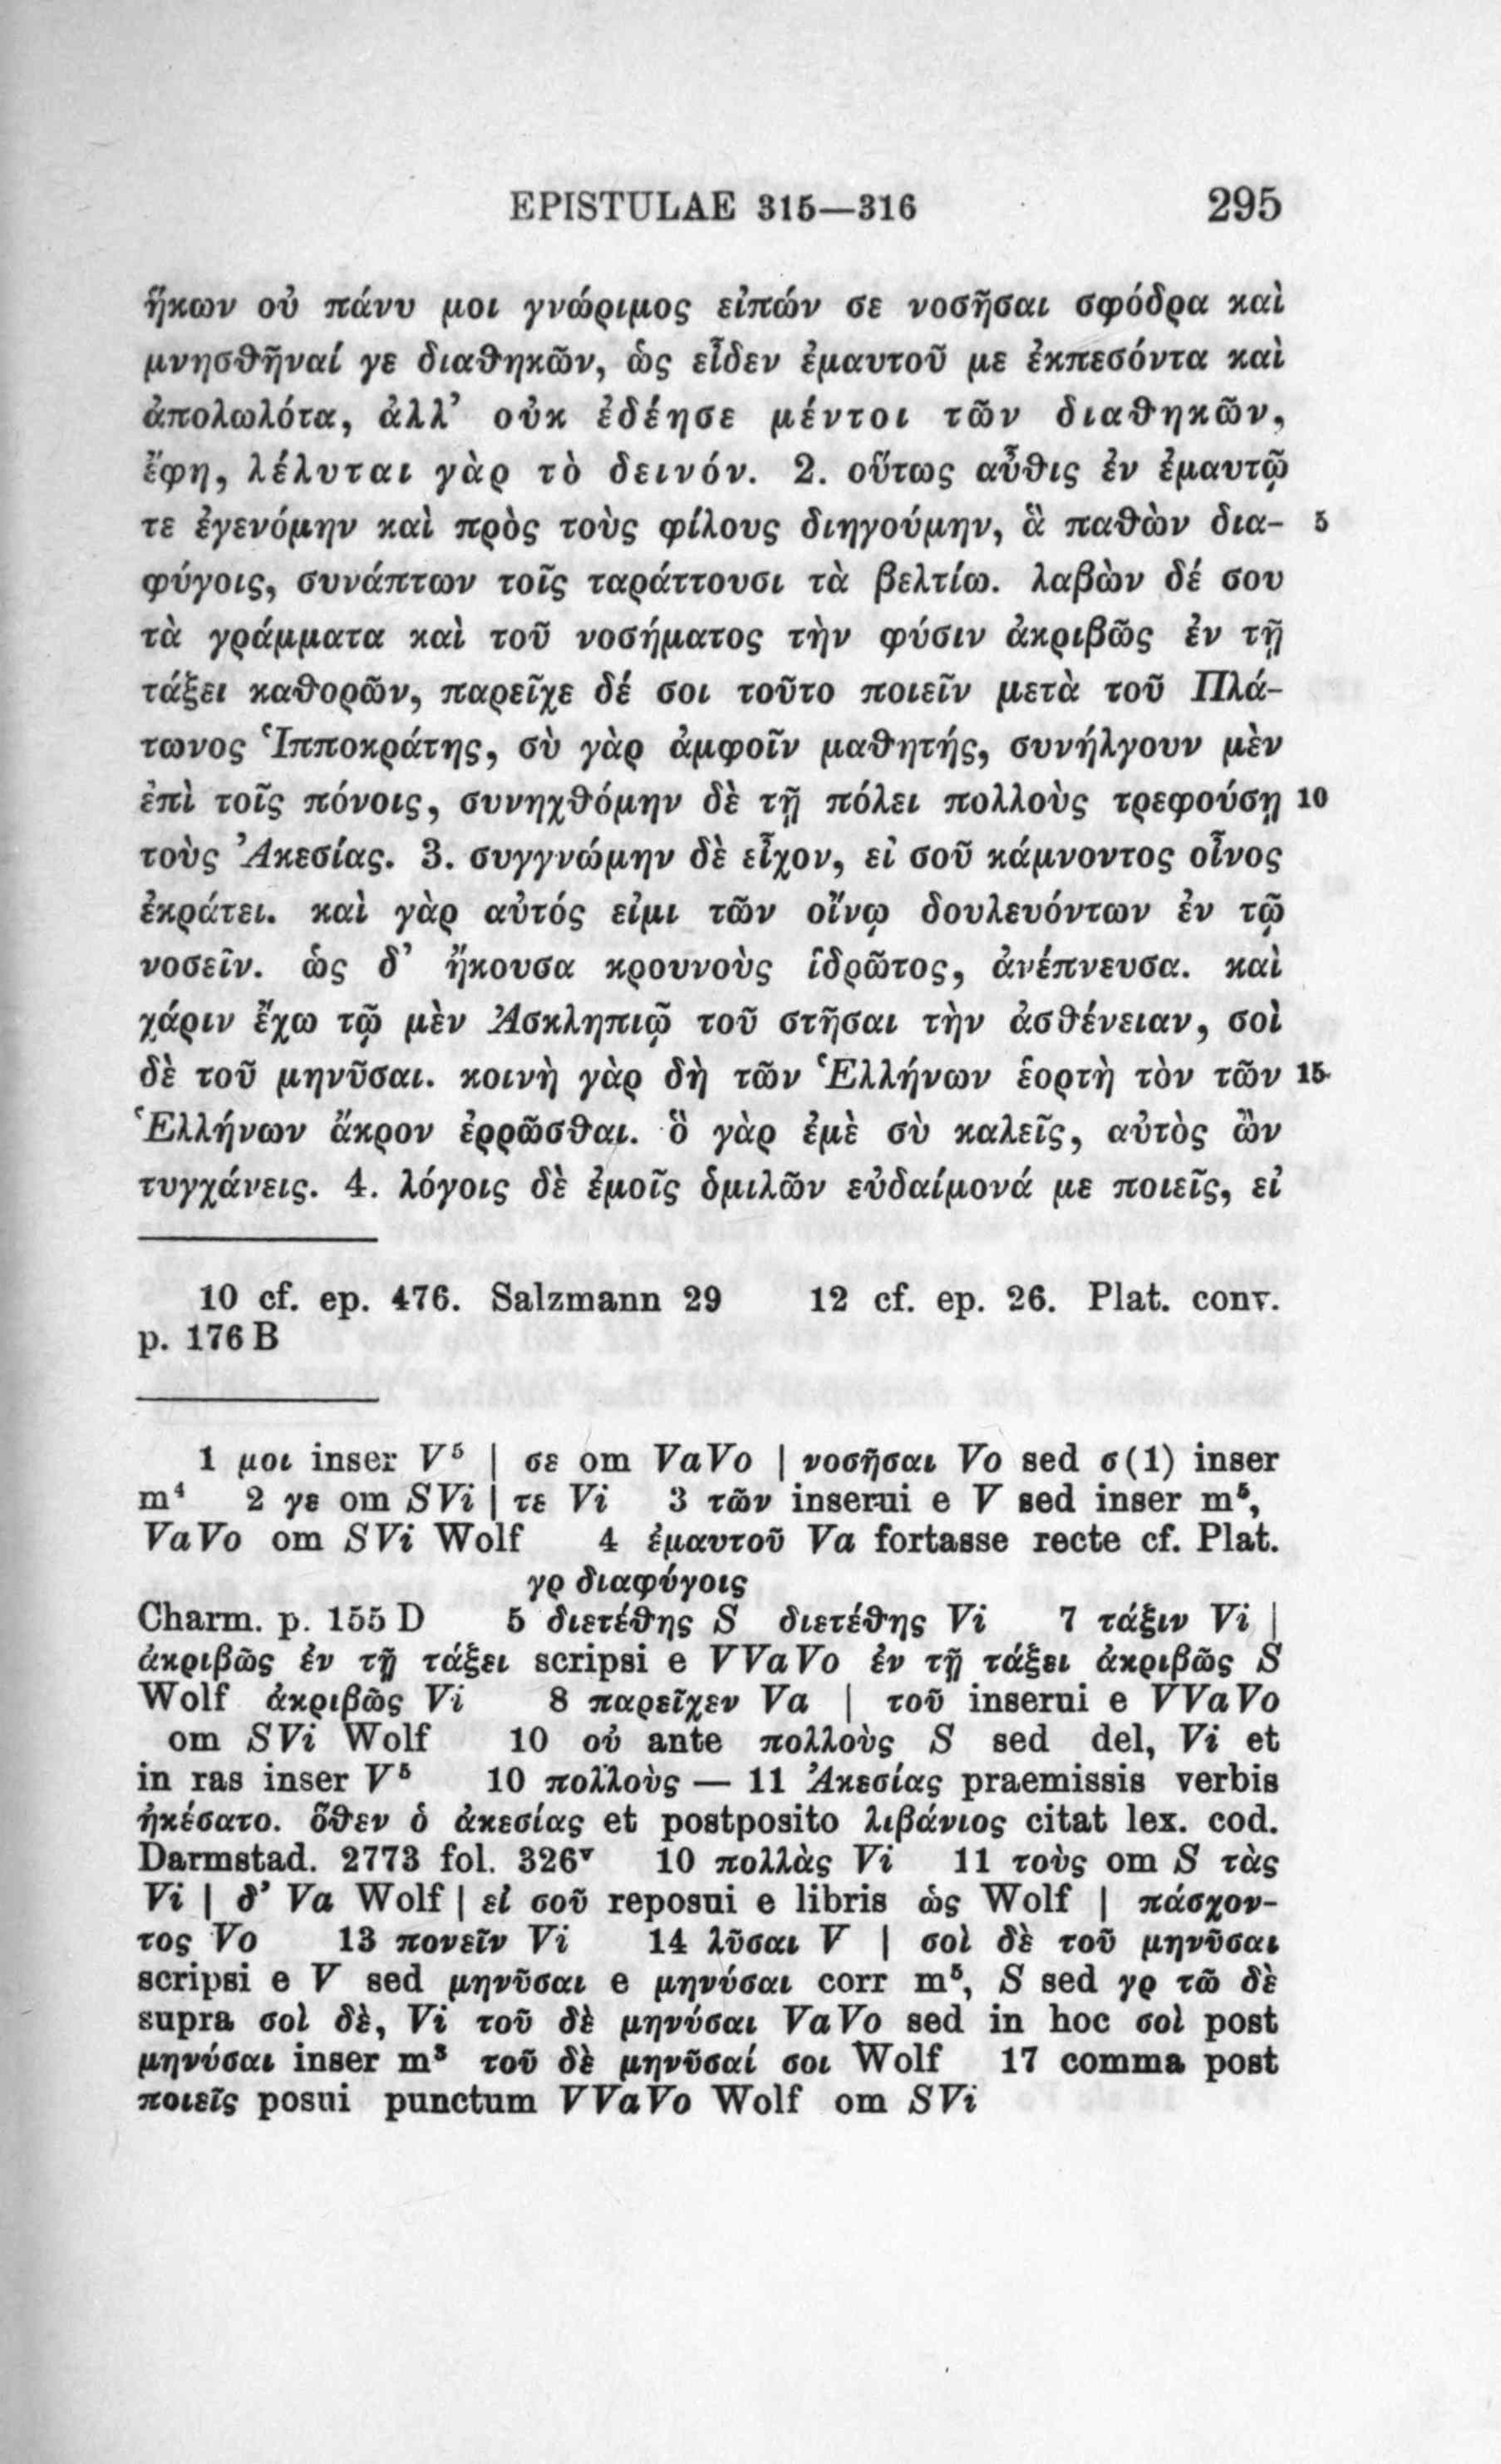 EPISTULAE 315—316 295
ἥκων οὐ πάνυ μοι γνώριμος εἰπών σε νοσῆσαι σφόδρα καὶ
μνησθῆναί γε διαθηκῶν, ὡς εἶδεν ἐμαυτοῦ με ἐκπεσόντα καὶ
ἀπολωλότα, ἀλλ’ οὐκ ἐδέησε μέντοι τῶν διαθηκῶν,
ἔφη, λέλυται γὰρ τὸ δεινόν. 2. οὕτως αὖθις ἐν ἐμαυτῷ
τε ἐγενόμην καὶ πρὸς τοὺς φίλους διηγούμην, ἃ παθὼν δια- 5
φύγοις, συνάπτων τοῖς ταράττουσι τὰ βελτίω. λαβὼν δέ σου
τὰ γράμματα καὶ τοῦ νοσήματος τὴν φύσιν ἀκριβῶς ἐν τῇ
τάξει καθορῶν, παρεῖχε δέ σοι τοῦτο ποιεῖν μετὰ τοῦ Πλά-
τωνος Ἱπποκράτης, σὺ γὰρ ἀμφοῖν μαθητής, συνήλγουν μὲν
ἐπὶ τοῖς πόνοις, συνηχθόμην δὲ τῇ πόλει πολλοὺς τρεφούσῃ 10
τοὺς Ἀκεσίας. 3. συγγνώμην δὲ εἶχον, εἰ σοῦ κάμνοντος οἶνος
ἐκράτει. καὶ γὰρ αὐτός εἰμι τῶν οἴνῳ δουλευόντων ἐν τῷ
νοσεῖν. ὡς δ’ ἤκουσα κρουνοὺς ἱδρῶτος, ἀνέπνευσα. καὶ
χάριν ἔχω τῷ μὲν Ἀσκληπιῷ τοῦ στῆσαι τὴν ἀσθένειαν, σοὶ
δὲ τοῦ μηνῦσαι. κοινὴ γὰρ δὴ τῶν Ἑλλήνων ἑορτὴ τὸν τῶν 15
Ἑλλήνων ἄκρον ἐρρῶσθαι. ὃ γὰρ ἐμὲ σὺ καλεῖς, αὐτὸς ὢν
τυγχάνεις. 4. λόγοις δὲ ἐμοῖς ὁμιλῶν εὐδαίμονά με ποιεῖς, εἰ
10 cf. ep. 476. Salzmann 29 12 cf. ep. 26. Plat. conv.
p. 176 B
1 μοι inser V⁵ | σε om VaVo | νοσῆσαι Vo sed σ(1) inser
m⁴ 2 γε om SVi | τε Vi 3 τῶν inserui e V sed inser m⁵,
VaVo om SVi Wolf 4 ἐμαυτοῦ Va fortasse recte cf. Plat.
γρ διαφύγοις
Charm. p. 155 D 5 διετέθης S διετέθης Vi 7 τάξιν Vi |
ἀκριβῶς ἐν τῇ τάξει scripsi e VVaVo ἐν τῇ τάξει ἀκριβῶς S
Wolf ἀκριβῶς Vi 8 παρεῖχεν Va | τοῦ inserui e VVaVo
om SVi Wolf 10 οὐ ante πολλοὺς S sed del, Vi et
in ras inser V⁵ 10 πολλοὺς — 11 Ἀκεσίας praemissis verbis
ἠκέσατο. ὅθεν ὁ ἀκεσίας et postposito λιβάνιος citat lex. cod.
Darmstad. 2773 fol. 326ᵛ 10 πολλὰς Vi 11 τοὺς om S τὰς
Vi | δ’ Va Wolf | εἰ σοῦ reposui e libris ὡς Wolf | πάσχον-
τος Vo 13 πονεῖν Vi 14 λῦσαι V | σοὶ δὲ τοῦ μηνῦσαι
scripsi e V sed μηνῦσαι e μηνύσαι corr m⁵, S sed γρ τῶ δὲ
supra σοὶ δὲ, Vi τοῦ δὲ μηνύσαι VaVo sed in hoc σοὶ post
μηνύσαι inser m³ τοῦ δὲ μηνῦσαί σοι Wolf 17 comma post
ποιεῖς posui punctum VVaVo Wolf om SVi